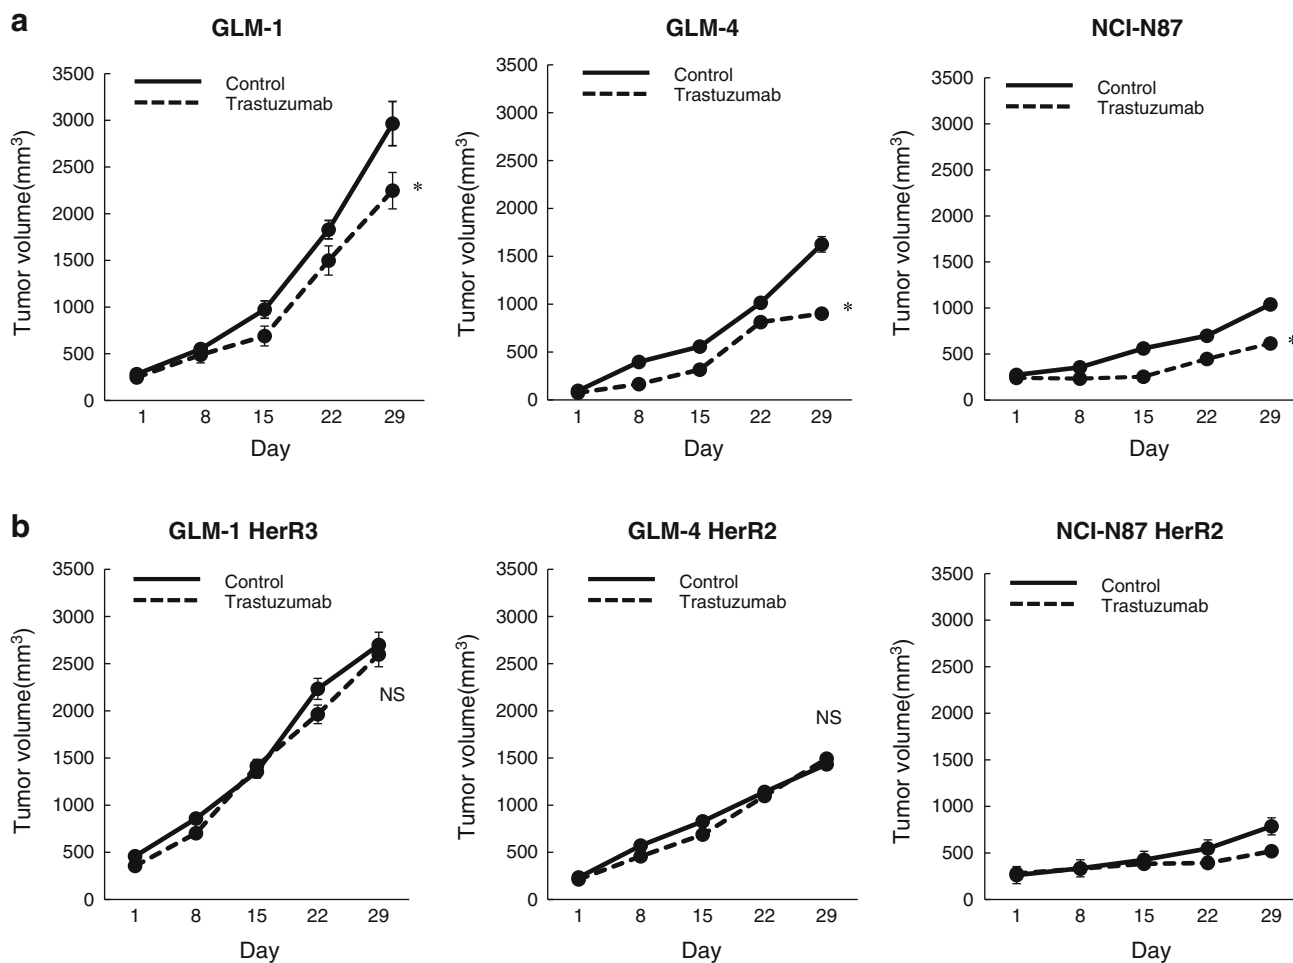 a
GLM-1
3500
3000
2500
2000
1500
1000
500
0
Tumor volume(mm³)
Control
Trastuzumab
*
1 8 15 22 29
Day
GLM-4
3500
3000
2500
2000
1500
1000
500
0
Tumor volume(mm³)
Control
Trastuzumab
*
1 8 15 22 29
Day
NCI-N87
3500
3000
2500
2000
1500
1000
500
0
Tumor volume(mm³)
Control
Trastuzumab
*
1 8 15 22 29
Day
b
GLM-1 HerR3
3500
3000
2500
2000
1500
1000
500
0
Tumor volume(mm³)
Control
Trastuzumab
NS
1 8 15 22 29
Day
GLM-4 HerR2
3500
3000
2500
2000
1500
1000
500
0
Tumor volume(mm³)
Control
Trastuzumab
NS
1 8 15 22 29
Day
NCI-N87 HerR2
3500
3000
2500
2000
1500
1000
500
0
Tumor volume(mm³)
Control
Trastuzumab
1 8 15 22 29
Day